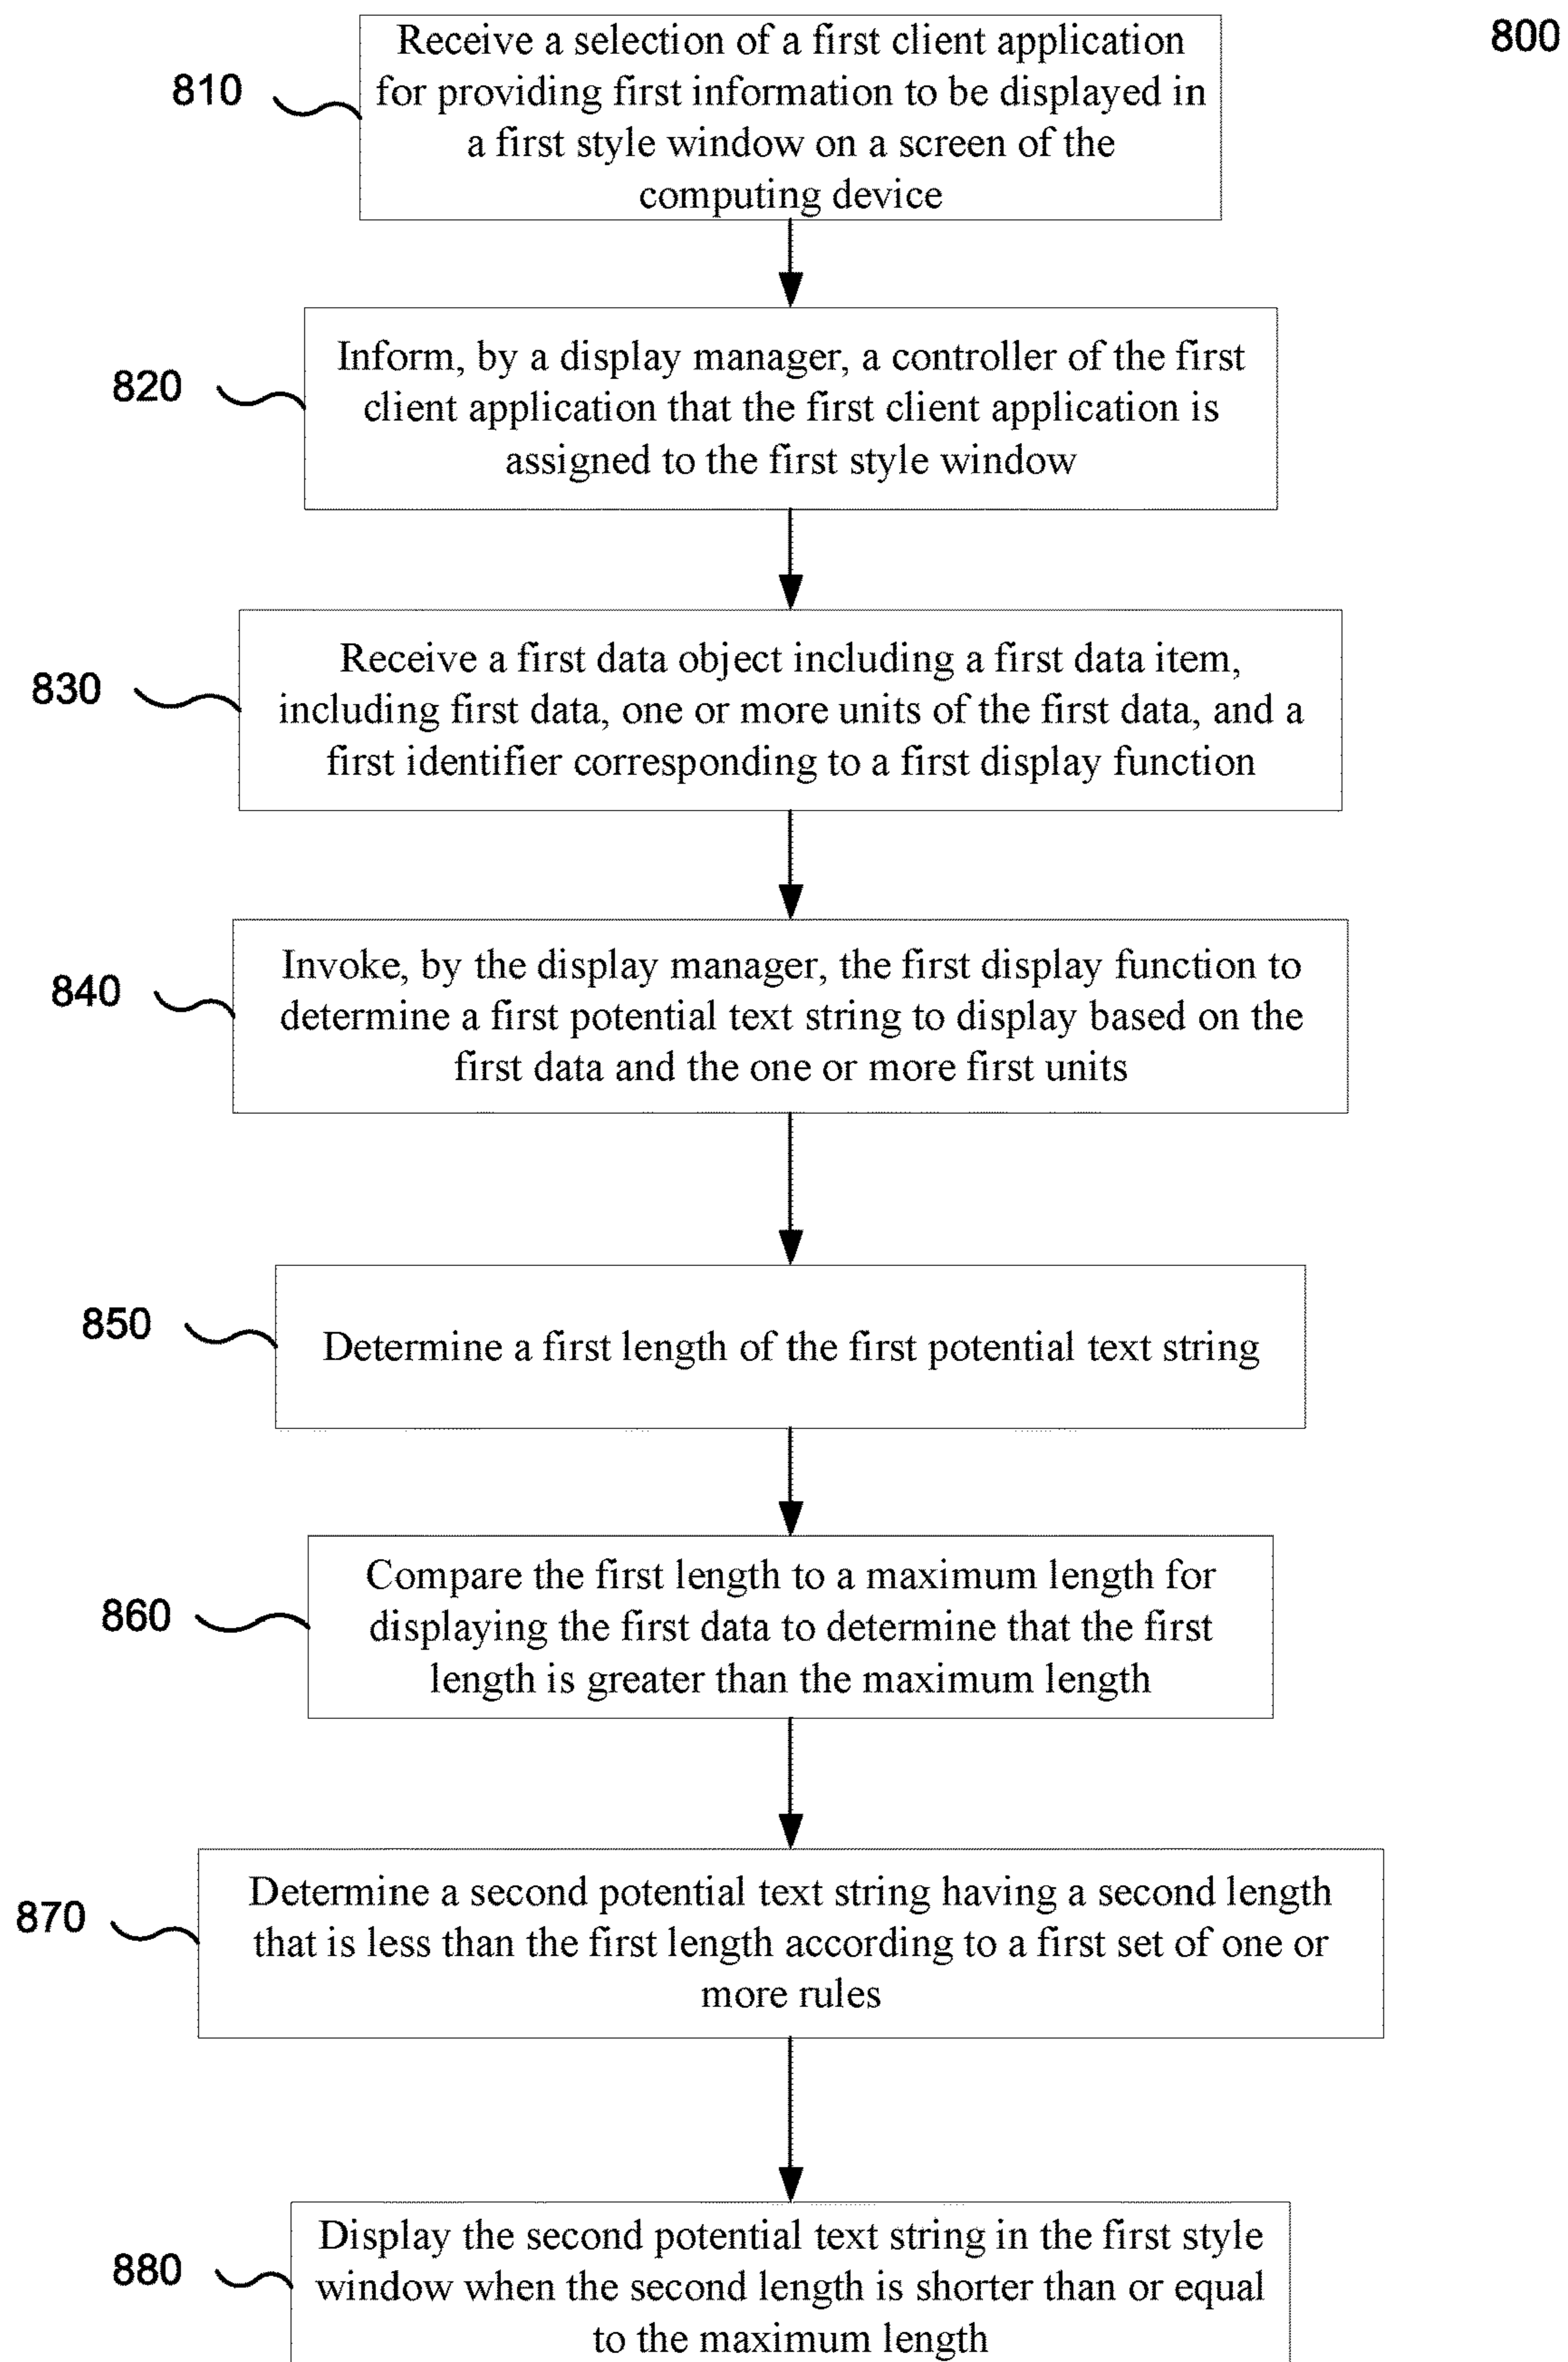 800
810
Receive a selection of a first client application
for providing first information to be displayed in
a first style window on a screen of the
computing device
820
Inform, by a display manager, a controller of the first
client application that the first client application is
assigned to the first style window
830
Receive a first data object including a first data item,
including first data, one or more units of the first data, and a
first identifier corresponding to a first display function
840
Invoke, by the display manager, the first display function to
determine a first potential text string to display based on the
first data and the one or more first units
850
Determine a first length of the first potential text string
860
Compare the first length to a maximum length for
displaying the first data to determine that the first
length is greater than the maximum length
870
Determine a second potential text string having a second length
that is less than the first length according to a first set of one or
more rules
880
Display the second potential text string in the first style
window when the second length is shorter than or equal
to the maximum length